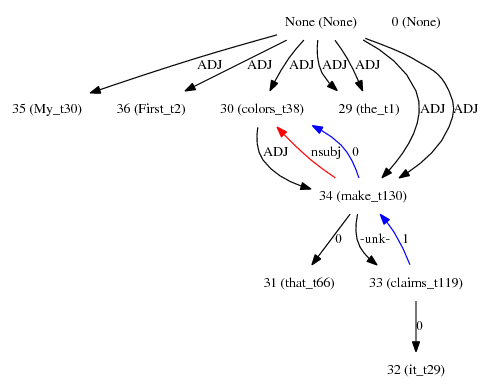 None (None) 0 (None)
ADJ ADJ ADJ ADJ ADJ
35 (My_t30) 36 (First_t2) 30 (colors_t38) 29 (the_t1) ADJ ADJ
ADJ nsubj 0
34 (make_t130)
0 -unk- 1
31 (that_t66) 33 (claims_t119)
0
32 (it_t29)